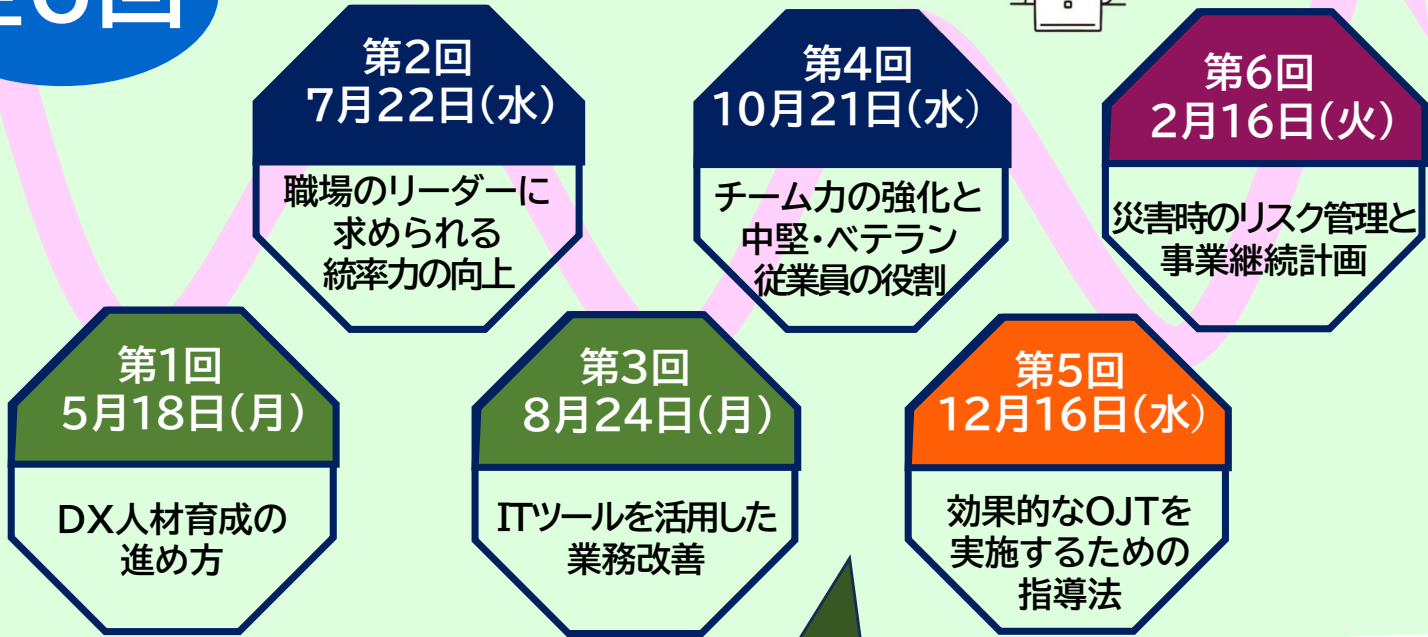 第1回
5月18日(月)
DX人材育成の
進め方
第2回
7月22日(水)
職場のリーダーに
求められる
統率力の向上
第3回
8月24日(月)
ITツールを活用した
業務改善
第4回
10月21日(水)
チーム力の強化と
中堅・ベテラン
従業員の役割
第5回
12月16日(水)
効果的なOJTを
実施するための
指導法
第6回
2月16日(火)
災害時のリスク管理と
事業継続計画